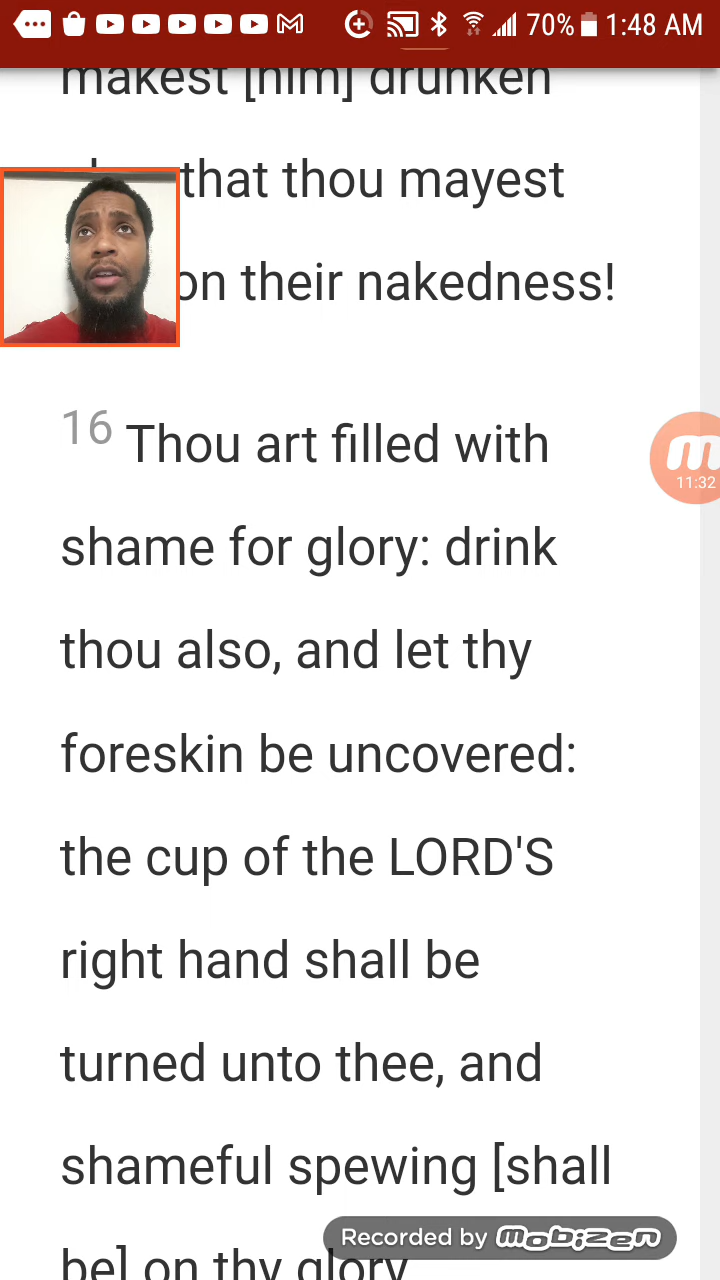 70% 1:48 AM
makest [him] drunken
that thou mayest
on their nakedness!
16 Thou art filled with
11:32
shame for glory: drink
thou also, and let thy
foreskin be uncovered:
the cup of the LORD'S
right hand shall be
turned unto thee, and
shameful spewing [shall
Recorded by mobizen
be] on thy glory